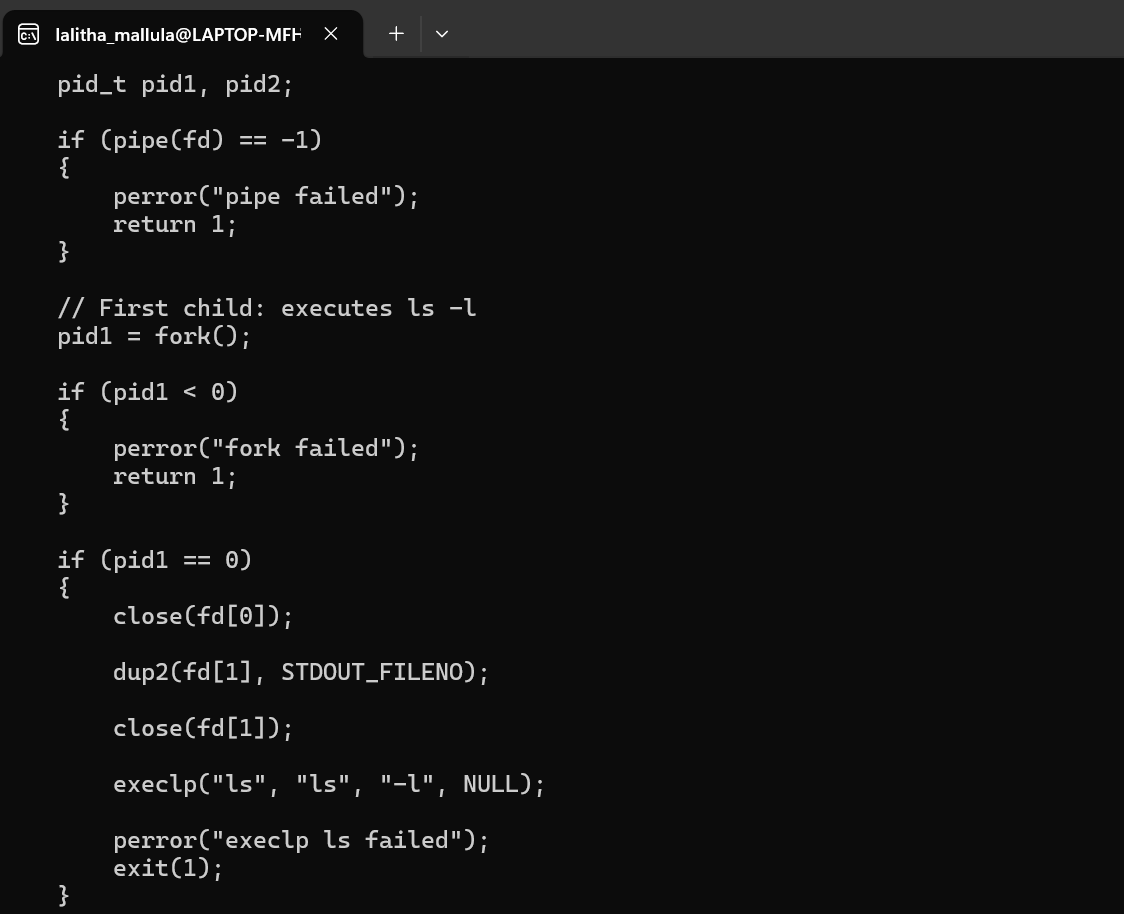 lalitha_mallula@LAPTOP-MFH
pid_t pid1, pid2;
if (pipe(fd) == -1)
{
perror("pipe failed");
return 1;
}
// First child: executes ls -l
pid1 = fork();
if (pid1 < 0)
{
perror("fork failed");
return 1;
}
if (pid1 == 0)
{
close(fd[0]);
dup2(fd[1], STDOUT_FILENO);
close(fd[1]);
execlp("ls", "ls", "-l", NULL);
perror("execlp ls failed");
exit(1);
}